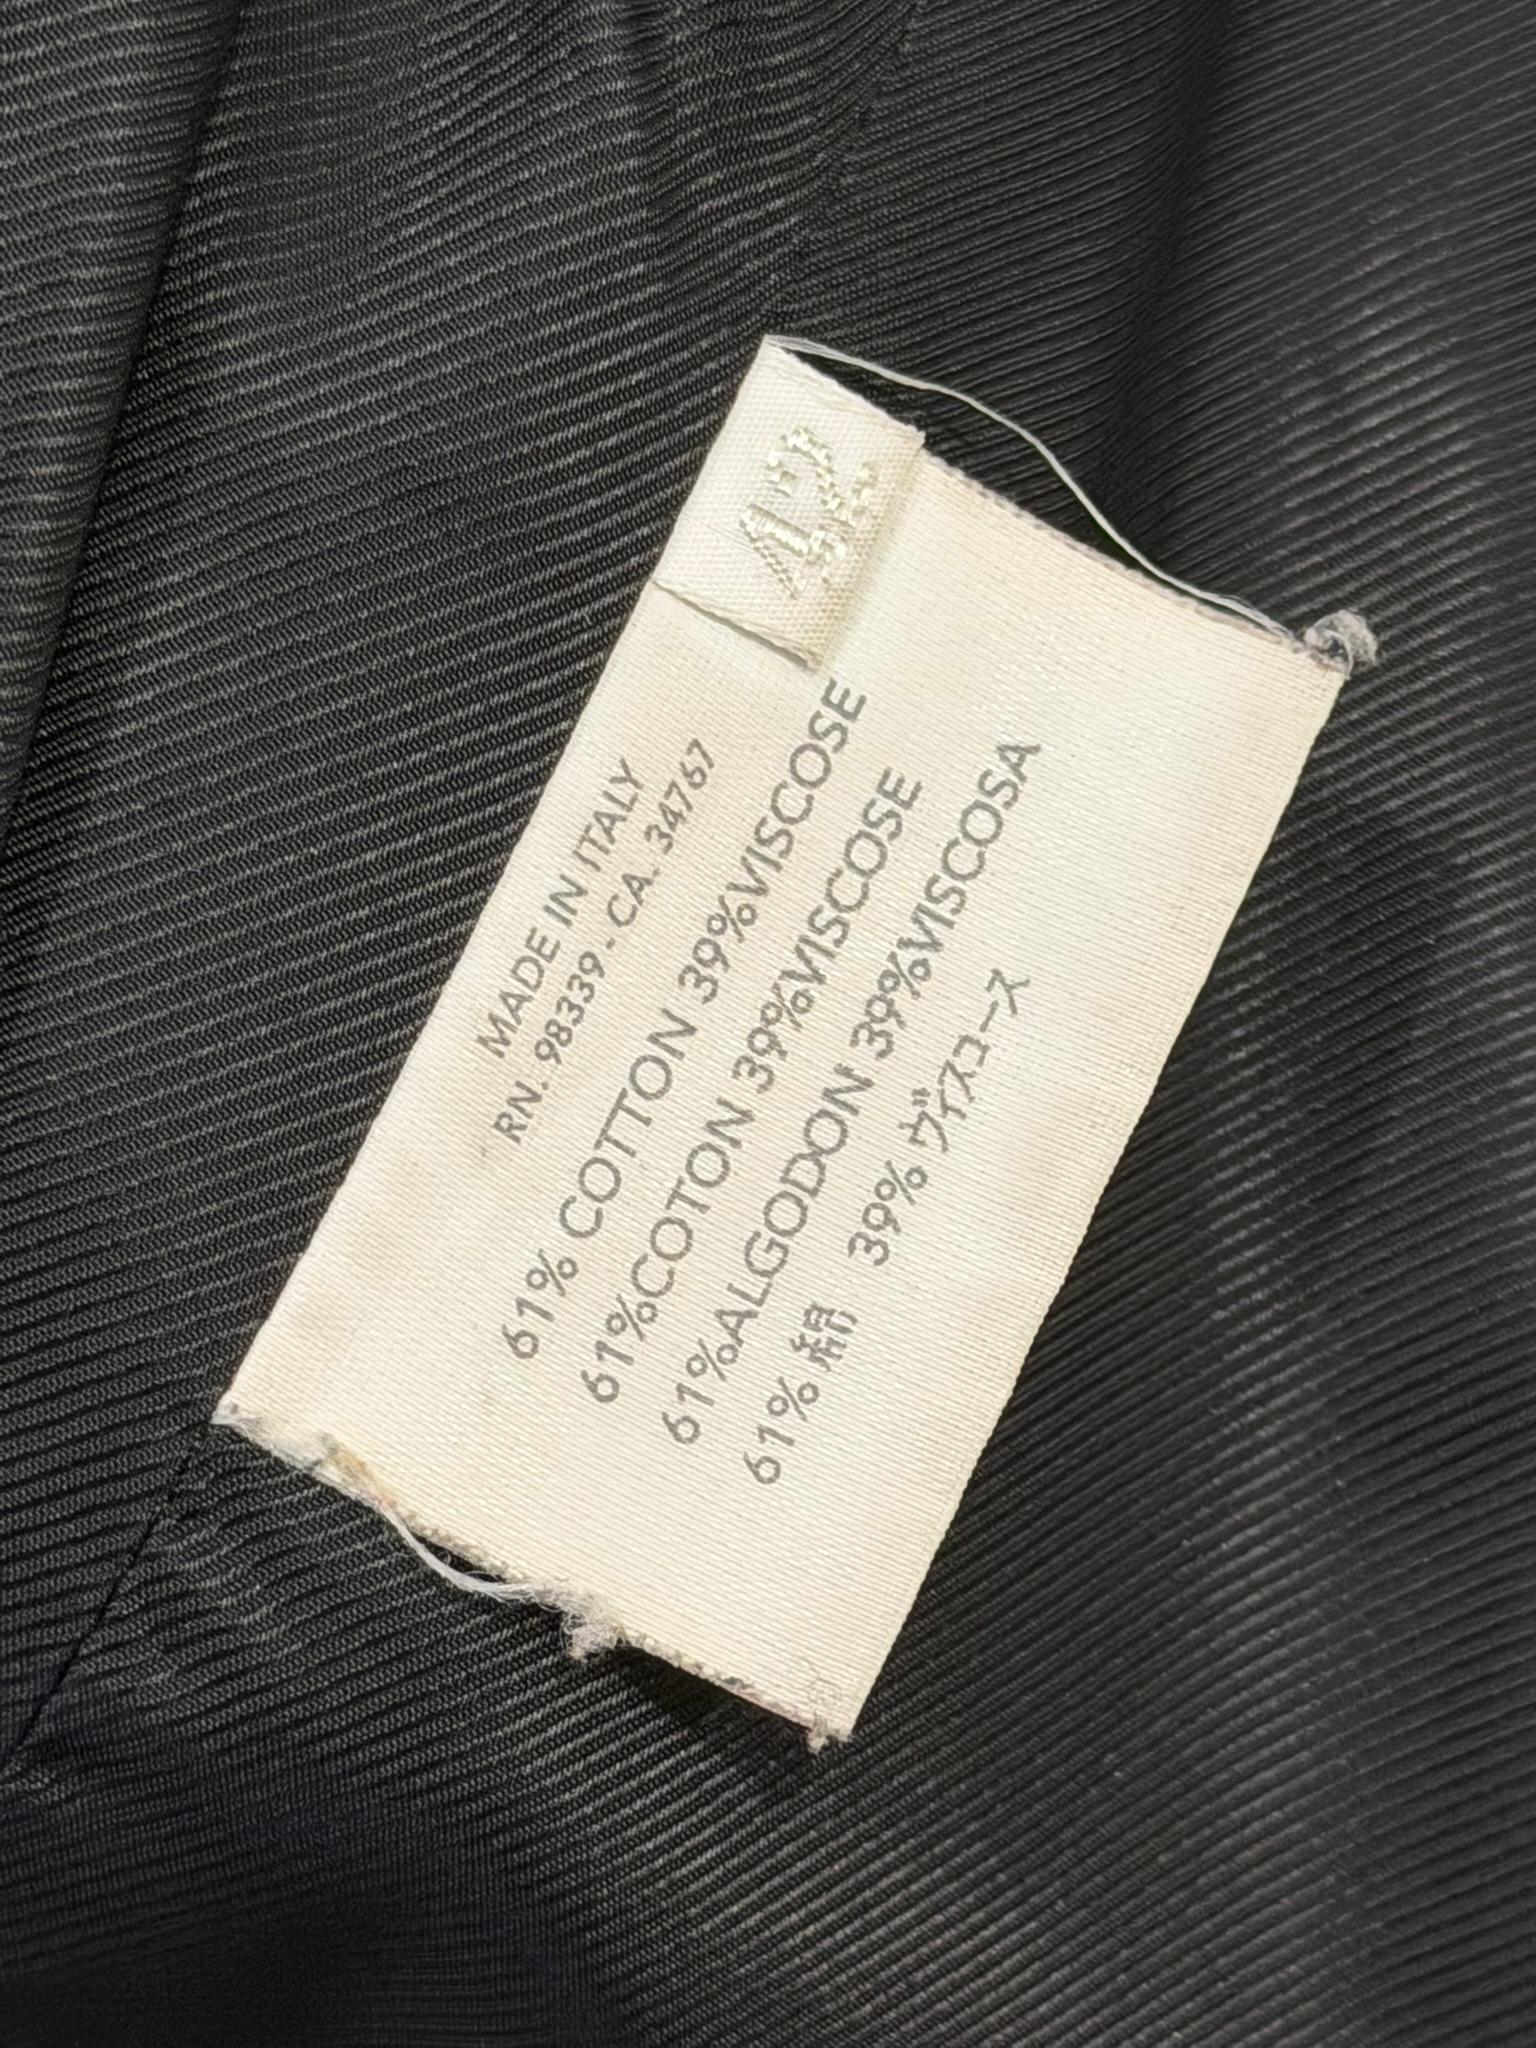 42
MADE IN ITALY
RN. 98339 - CA. 34767
61% COTTON 39%VISCOSE
61%COTON 39%VISCOSE
61%ALGODON 39%VISCOSA
61% 綿 39% ヴィスコース